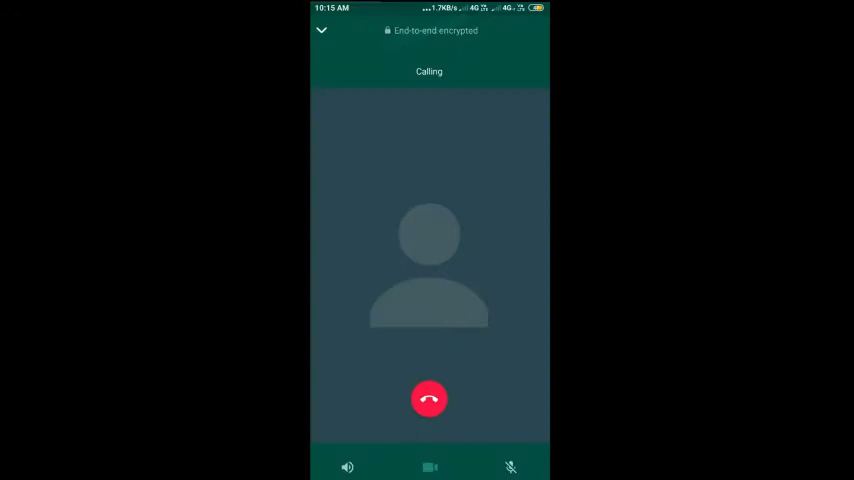 10:15 AM ...1.7KB/s 4G 4G
End-to-end encrypted
Calling